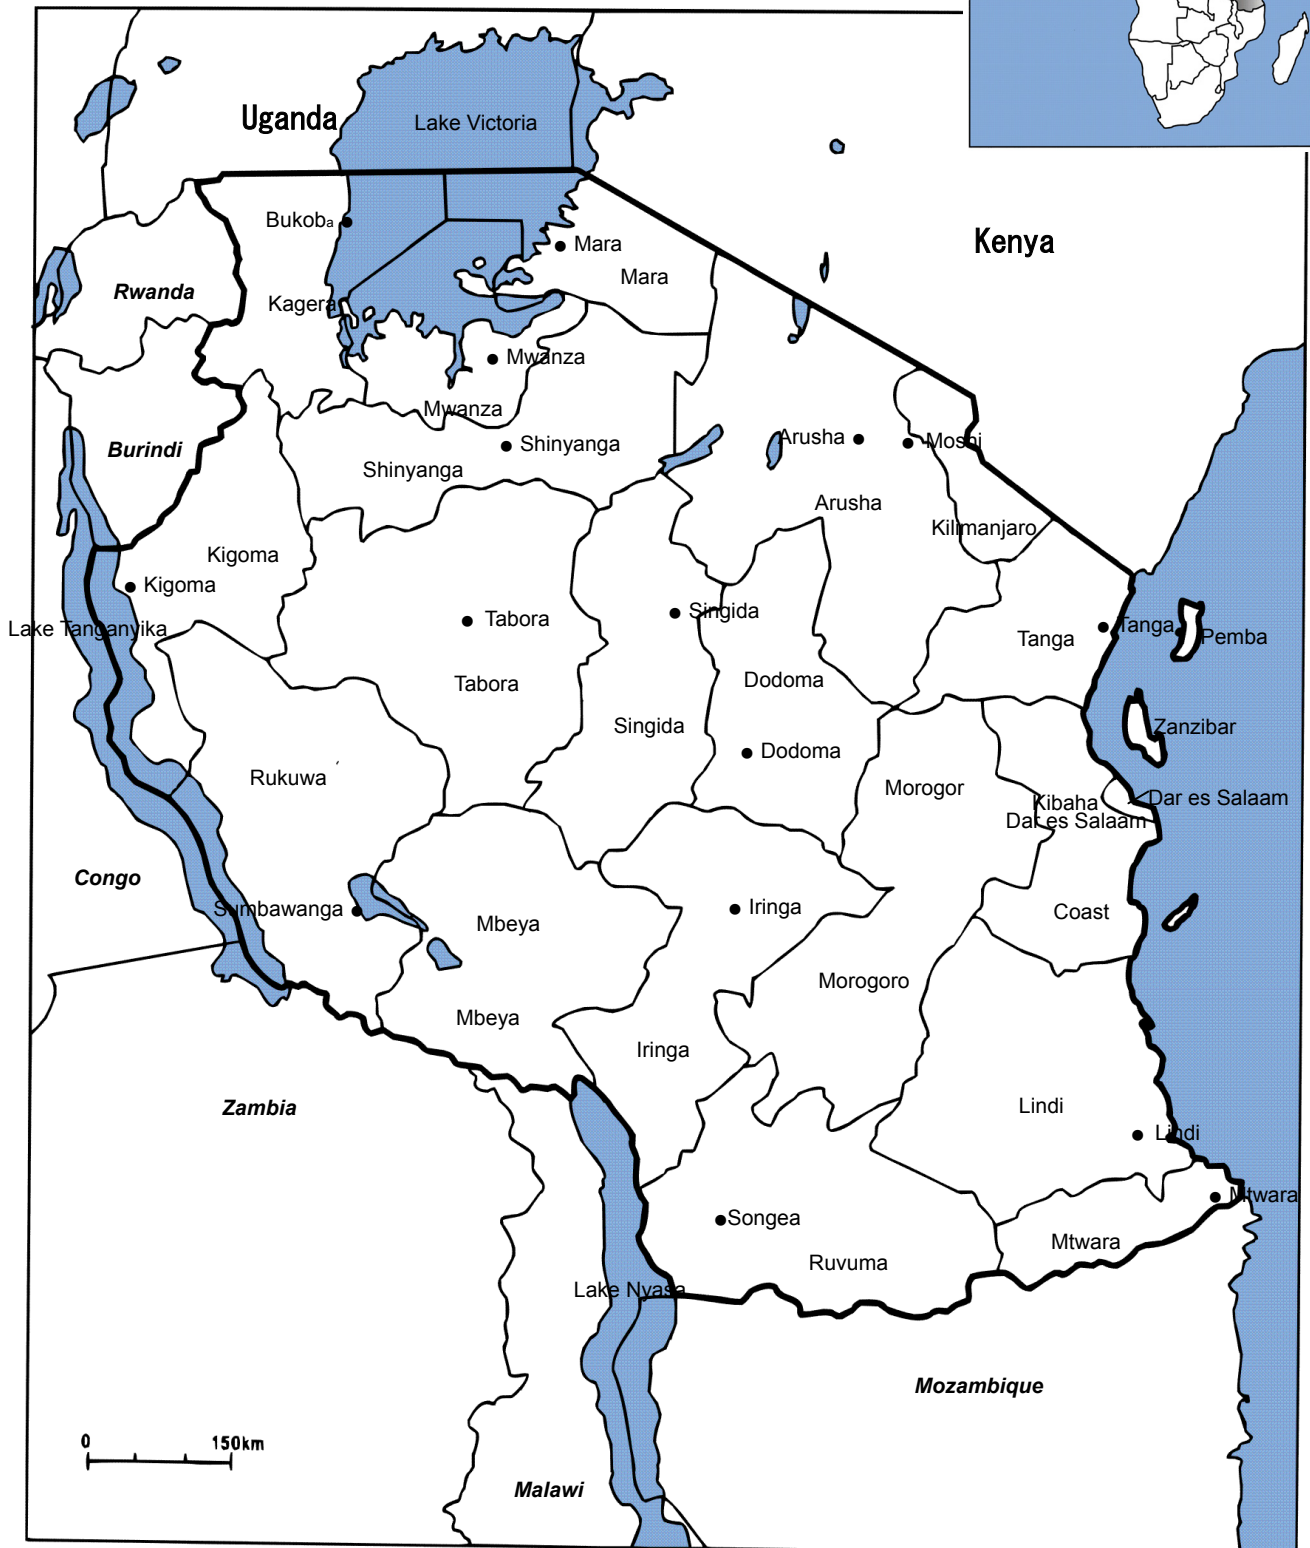 Uganda
Lake Victoria
Kenya
Bukoba
Mara
Mara
Rwanda
Kagera
Mwanza
Mwanza
Burindi
Shinyanga
Shinyanga
Arusha
Moshi
Arusha
Kilimanjaro
Kigoma
Kigoma
Lake Tanganyika
Tabora
Tabora
Singida
Singida
Tanga
Tanga
Pemba
Dodoma
Dodoma
Zanzibar
Rukuwa
Morogor
Kibaha
Dar es Salaam
Dar es Salaam
Congo
Sumbawanga
Mbeya
Iringa
Coast
Morogoro
Mbeya
Iringa
Zambia
Lindi
Lindi
Mtwara
Songea
Mtwara
Ruvuma
Lake Nyasa
Mozambique
0 150km
Malawi